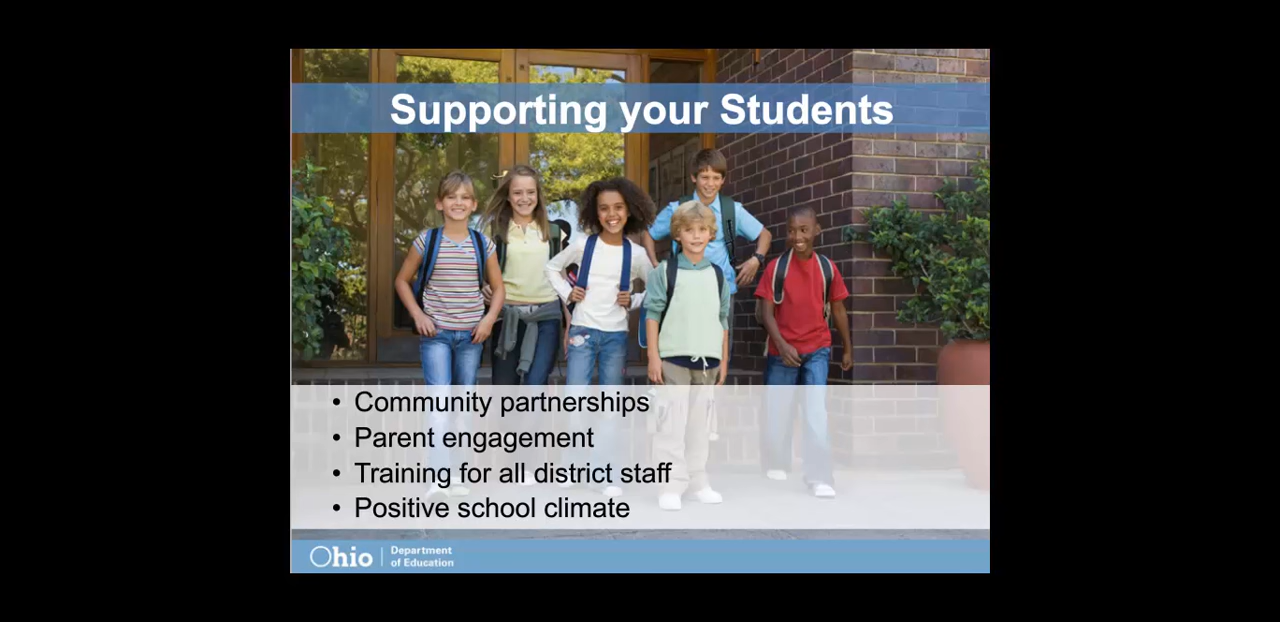 Supporting your Students
• Community partnerships
• Parent engagement
• Training for all district staff
• Positive school climate
Ohio
Department
of Education